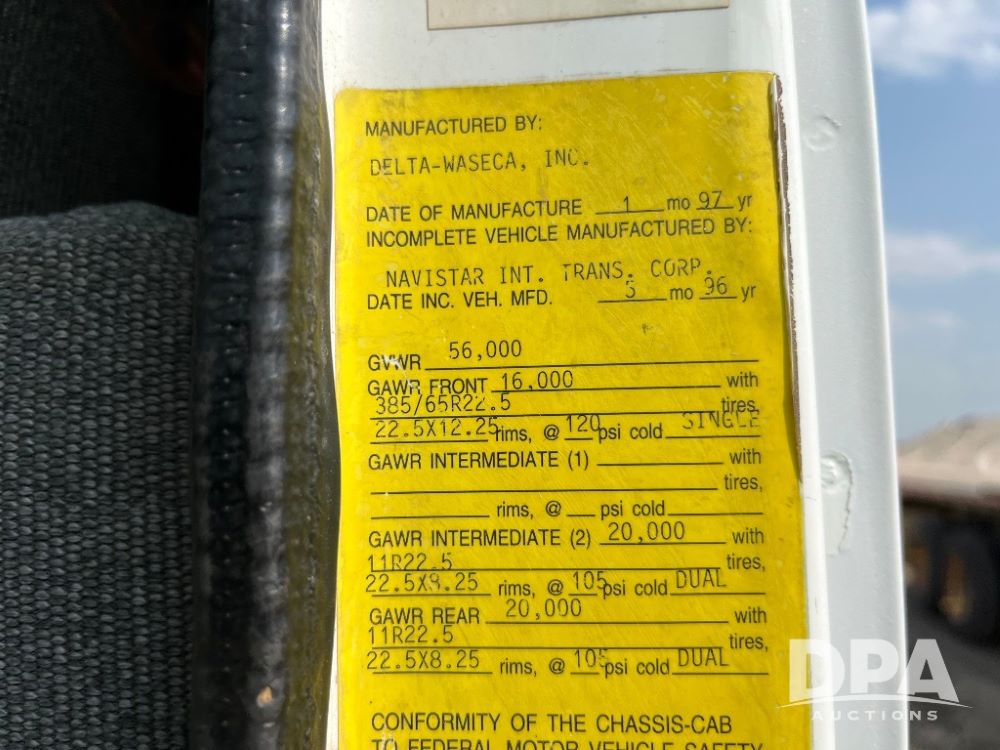 MANUFACTURED BY:
DELTA-WASECA, INC.
DATE OF MANUFACTURE 1 mo 97 yr
INCOMPLETE VEHICLE MANUFACTURED BY:
NAVISTAR INT. TRANS. CORP.
DATE INC. VEH. MFD. 5 mo 96 yr
GVWR 56,000
GAWR FRONT 16,000 with
385/65R22.5 tires,
22.5X12.25 rims, @ 120 psi cold SINGLE
GAWR INTERMEDIATE (1) with
tires,
rims, @ psi cold
GAWR INTERMEDIATE (2) 20,000 with
11R22.5 tires,
22.5X8.25 rims, @ 105 psi cold DUAL
GAWR REAR 20,000 with
11R22.5 tires,
22.5X8.25 rims, @ 105 psi cold DUAL
CONFORMITY OF THE CHASSIS-CAB
TO FEDERAL MOTOR VEHICLE SAFETY
DPA
AUCTIONS